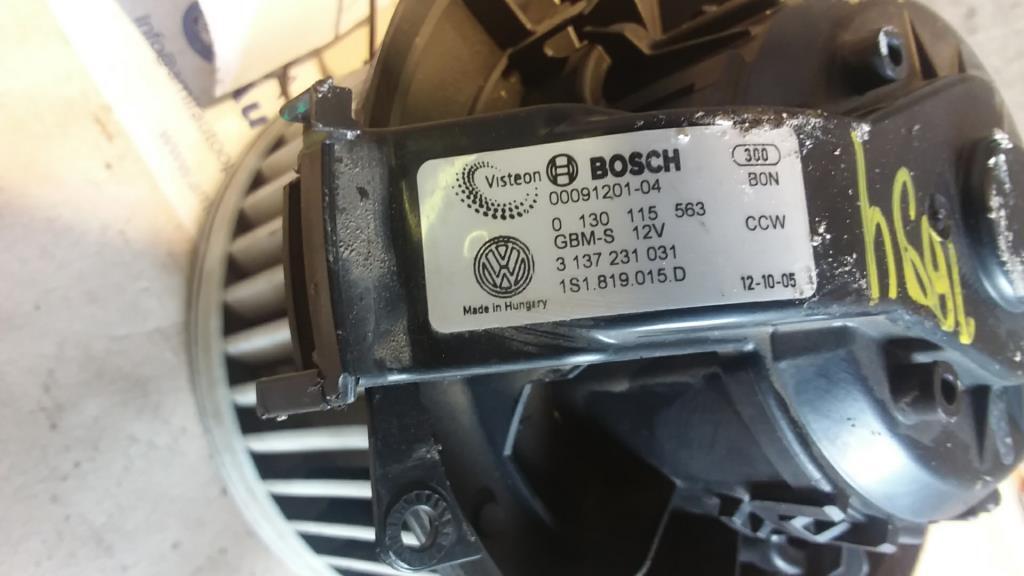 VISTEON BOSCH 300
00091201-04 BON
0 130 115 563
GBM-S 12V CCW
3 137 231 031
1S1.819.015.D 12-10-05
Made in Hungary